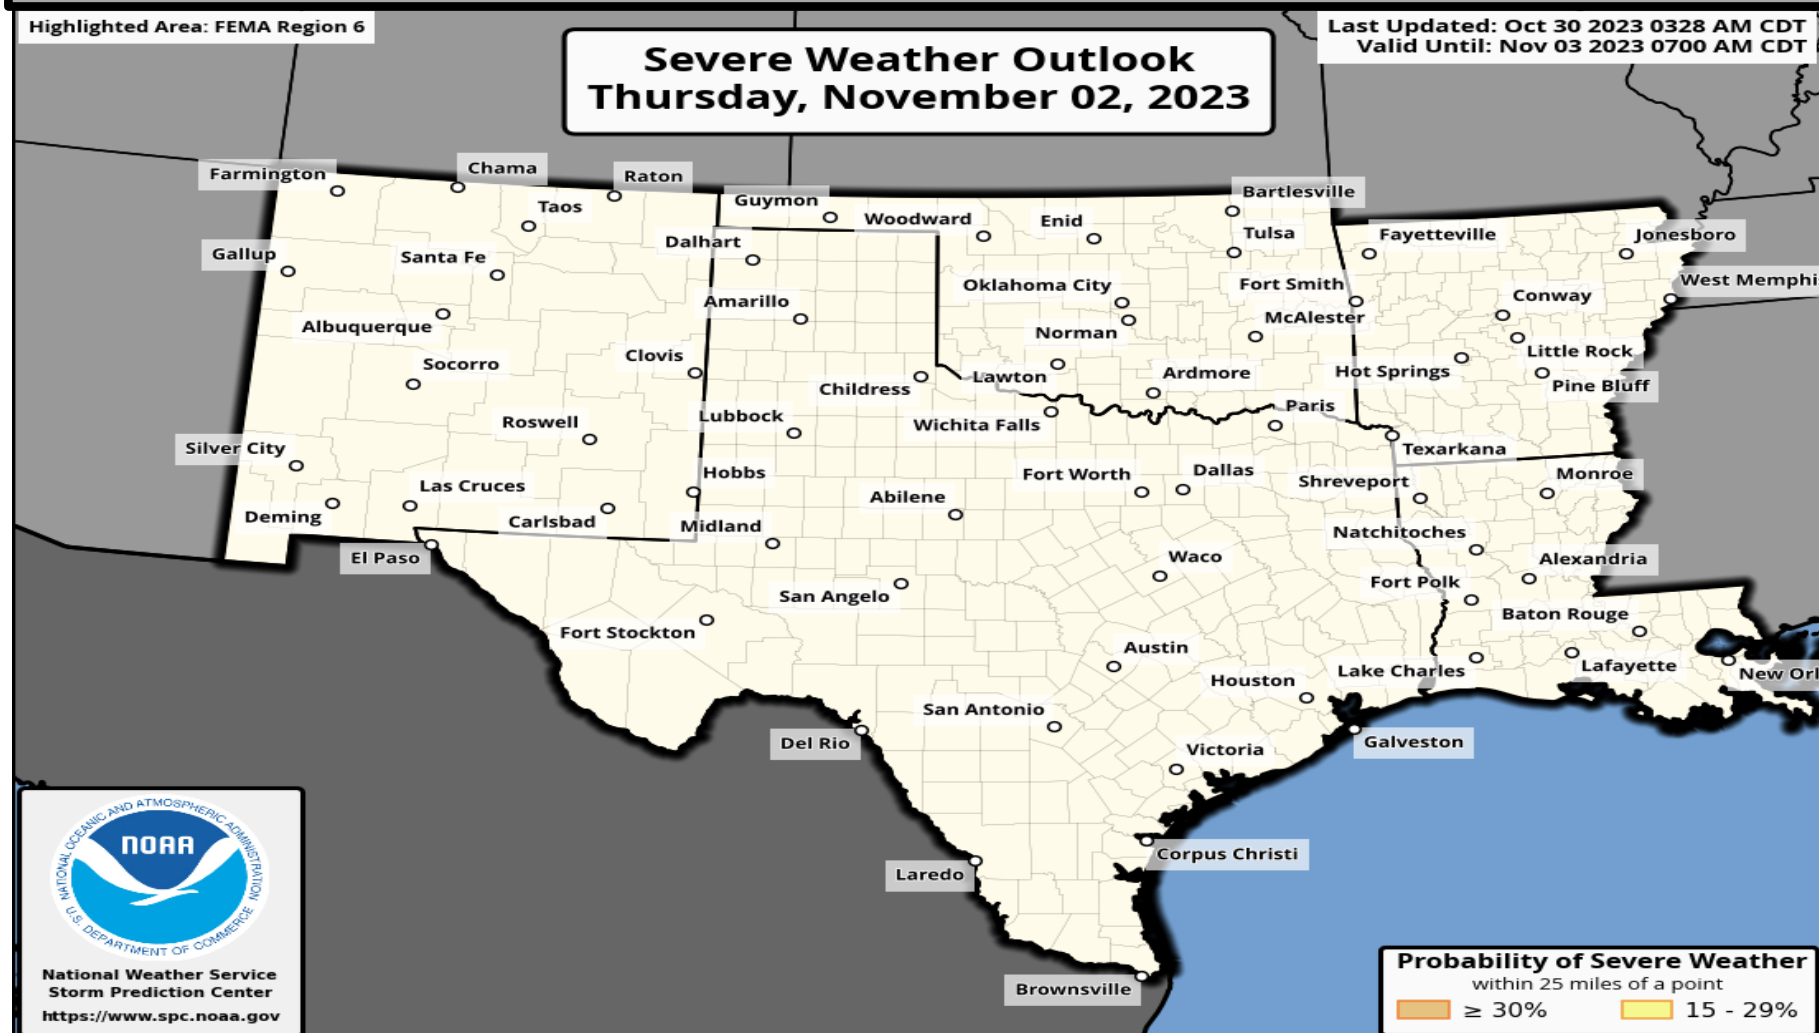 Highlighted Area: FEMA Region 6
Last Updated: Oct 30 2023 0328 AM CDT
Valid Until: Nov 03 2023 0700 AM CDT
Severe Weather Outlook
Thursday, November 02, 2023
Farmington
Chama
Raton
Taos
Guymon
Woodward
Enid
Bartlesville
Gallup
Santa Fe
Dalhart
Tulsa
Fayetteville
Jonesboro
Albuquerque
Amarillo
Oklahoma City
Fort Smith
Conway
West Memphi
Norman
McAlester
Socorro
Clovis
Childress
Lawton
Ardmore
Hot Springs
Little Rock
Pine Bluff
Roswell
Lubbock
Wichita Falls
Paris
Silver City
Texarkana
Las Cruces
Hobbs
Abilene
Fort Worth
Dallas
Shreveport
Monroe
Deming
Carlsbad
Midland
Natchitoches
El Paso
San Angelo
Waco
Fort Polk
Alexandria
Fort Stockton
Austin
Baton Rouge
San Antonio
Houston
Lake Charles
Lafayette
New Orl
Del Rio
Victoria
Galveston
Laredo
Corpus Christi
Brownsville
NATIONAL OCEANIC AND ATMOSPHERIC ADMINISTRATION
NOAA
U.S. DEPARTMENT OF COMMERCE
National Weather Service
Storm Prediction Center
https://www.spc.noaa.gov
Probability of Severe Weather
within 25 miles of a point
≥ 30%
15 - 29%